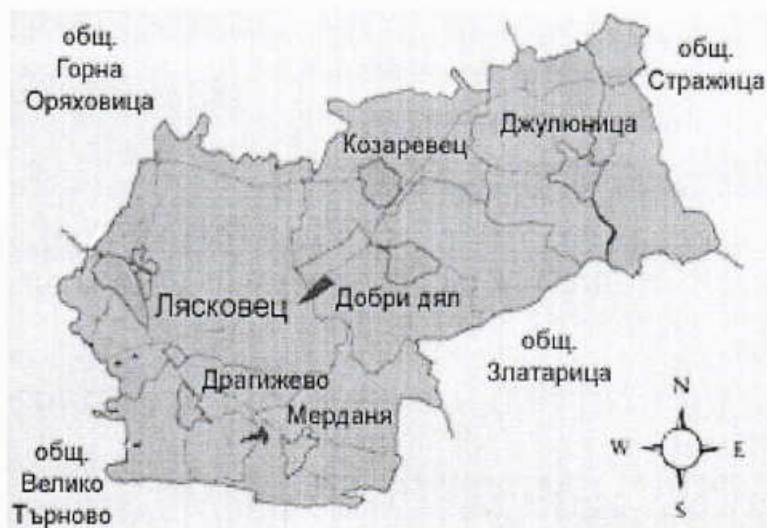 общ.
Горна
Оряховица
общ.
Стражица
Козаревец
Джулюница
Лясковец
Добри дял
общ.
Златарица
Драгижево
Мерданя
общ.
Велико
Търново
N
W
E
S